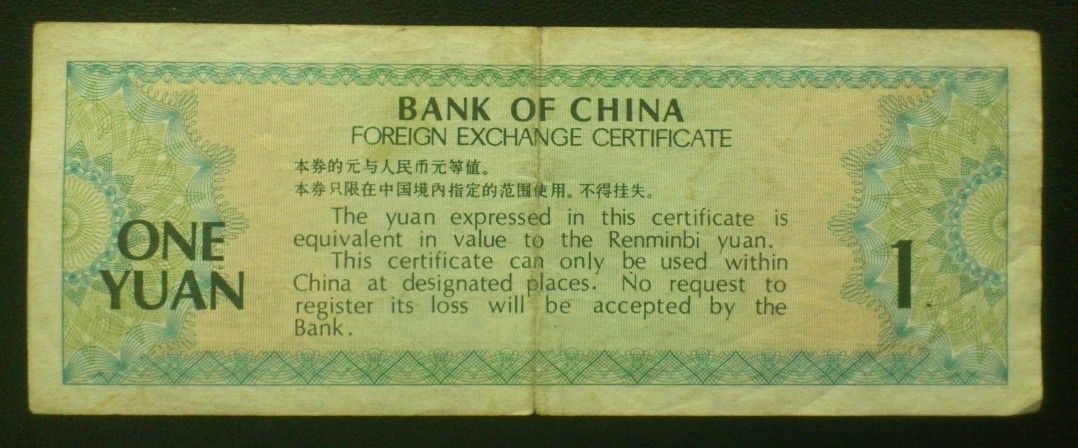 BANK OF CHINA
FOREIGN EXCHANGE CERTIFICATE
本券的元与人民币元等值。
本券只限在中国境内指定的范围使用。不得挂失。
The yuan expressed in this certificate is
equivalent in value to the Renminbi yuan.
This certificate can only be used within
China at designated places. No request to
register its loss will be accepted by the
Bank.
ONE
YUAN
1